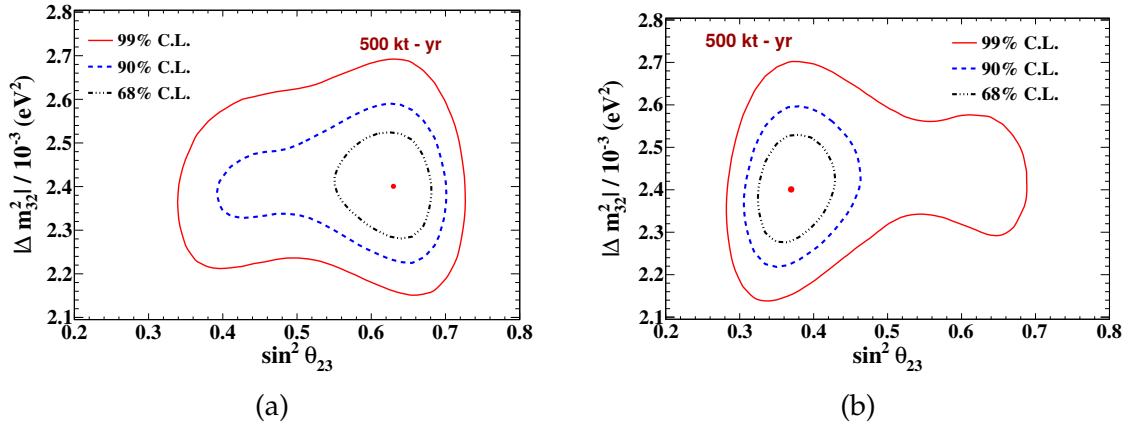 2.8
2.7
2.6
2.5
2.4
2.3
2.2
2.1
|Δ m²₃₂| / 10⁻³ (eV²)
99% C.L.
90% C.L.
68% C.L.
500 kt - yr
0.2 0.3 0.4 0.5 0.6 0.7 0.8
sin² θ₂₃
(a)
2.8
2.7
2.6
2.5
2.4
2.3
2.2
2.1
|Δ m²₃₂| / 10⁻³ (eV²)
500 kt - yr
99% C.L.
90% C.L.
68% C.L.
0.2 0.3 0.4 0.5 0.6 0.7 0.8
sin² θ₂₃
(b)